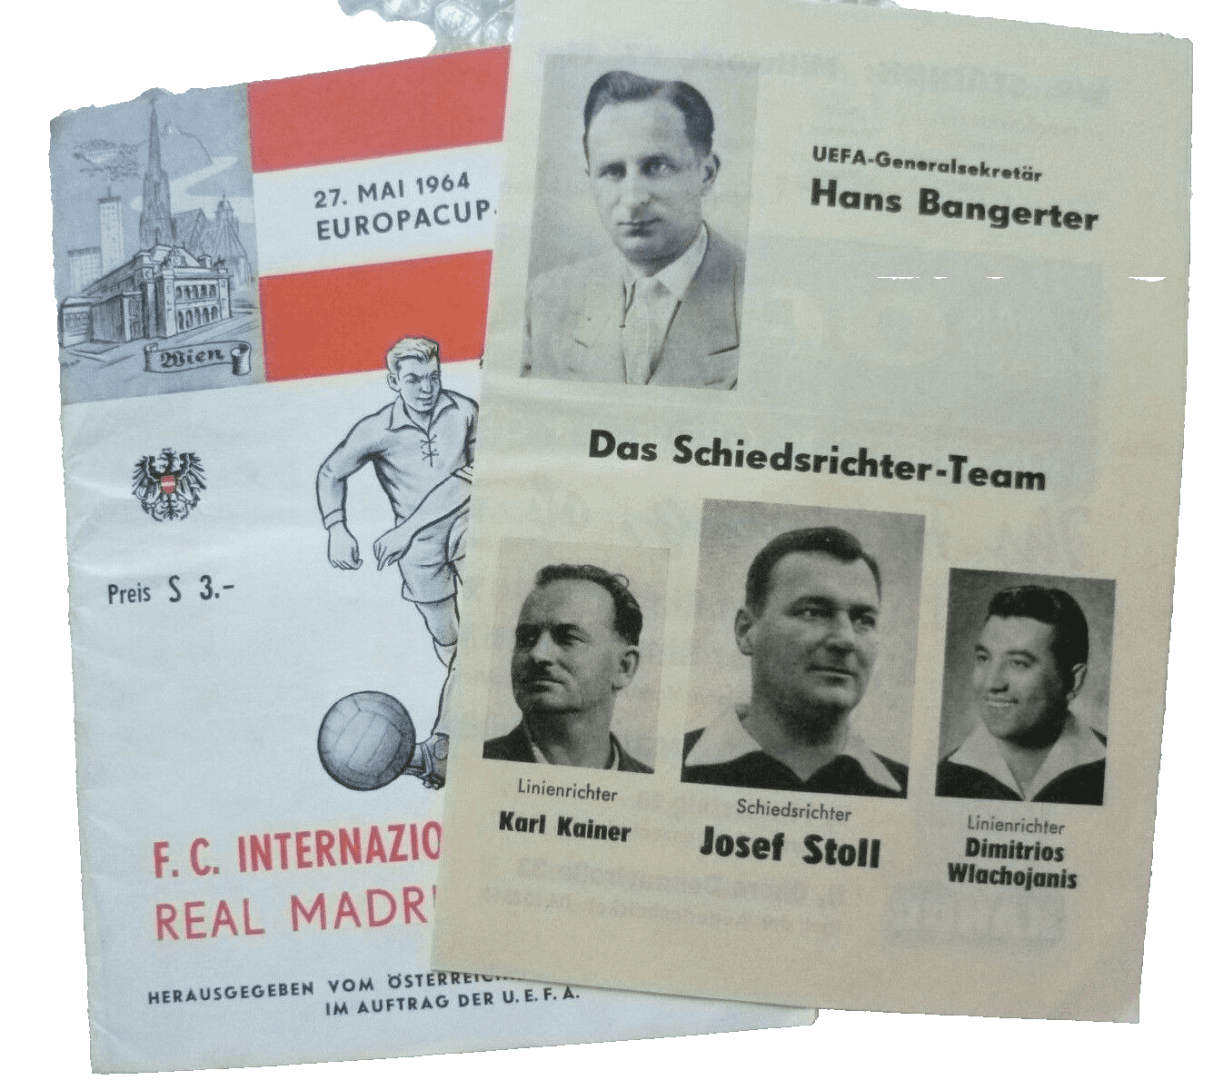 27. MAI 1964
EUROPACUP-
Wien
Preis S 3.-
F. C. INTERNAZIO
REAL MADRI
HERAUSGEGEBEN VOM ÖSTERREICH
IM AUFTRAG DER U. E. F. A.
UEFA-Generalsekretär
Hans Bangerter
Das Schiedsrichter-Team
Linienrichter
Karl Kainer
Schiedsrichter
Josef Stoll
Linienrichter
Dimitrios
Wlachojanis